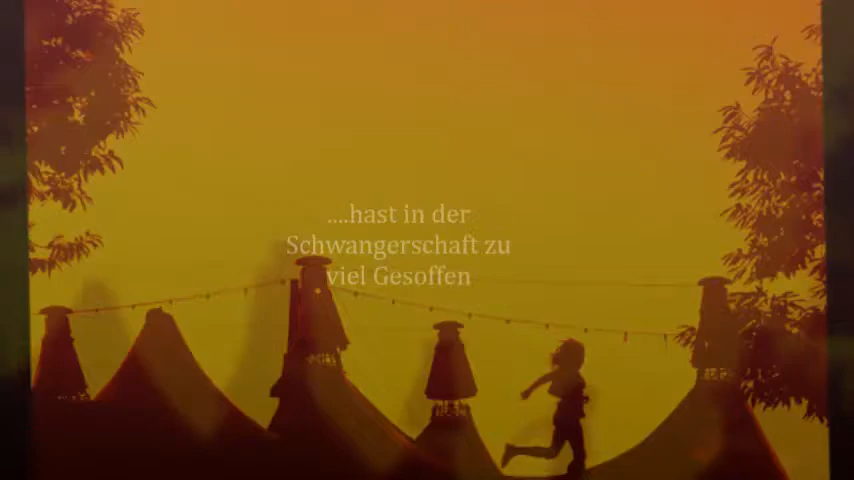 ....hast in der
Schwangerschaft zu
viel Gesoffen